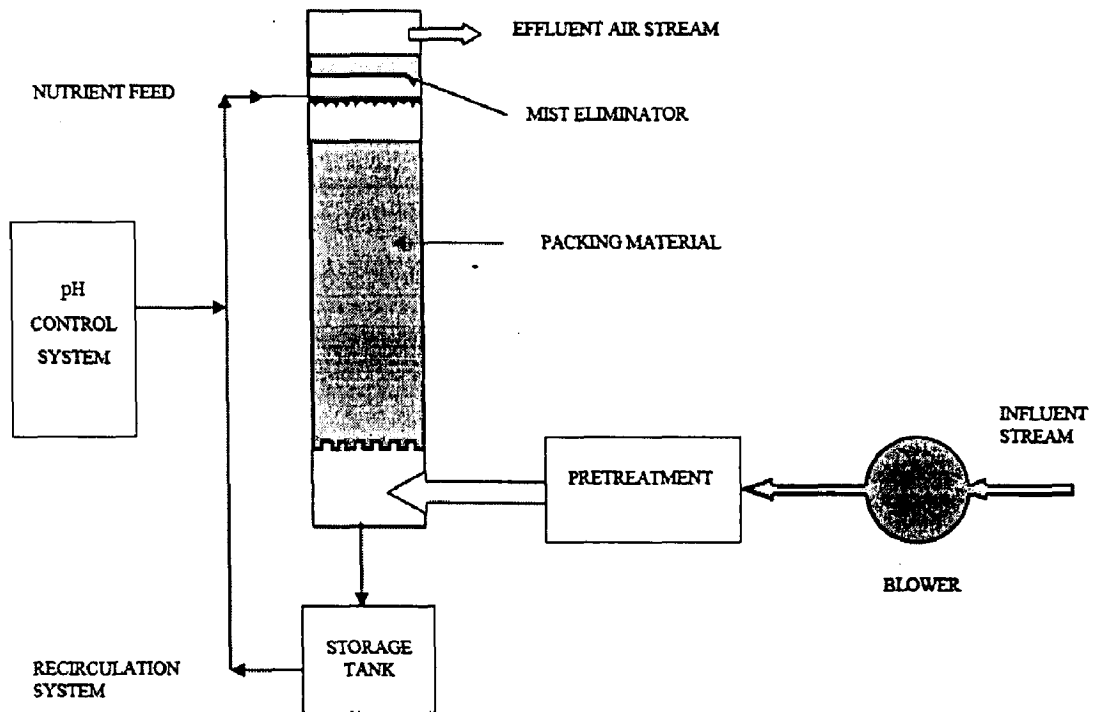 EFFLUENT AIR STREAM
NUTRIENT FEED
MIST ELIMINATOR
PACKING MATERIAL
pH
CONTROL
SYSTEM
INFLUENT
STREAM
PRETREATMENT
BLOWER
STORAGE
TANK
RECIRCULATION
SYSTEM